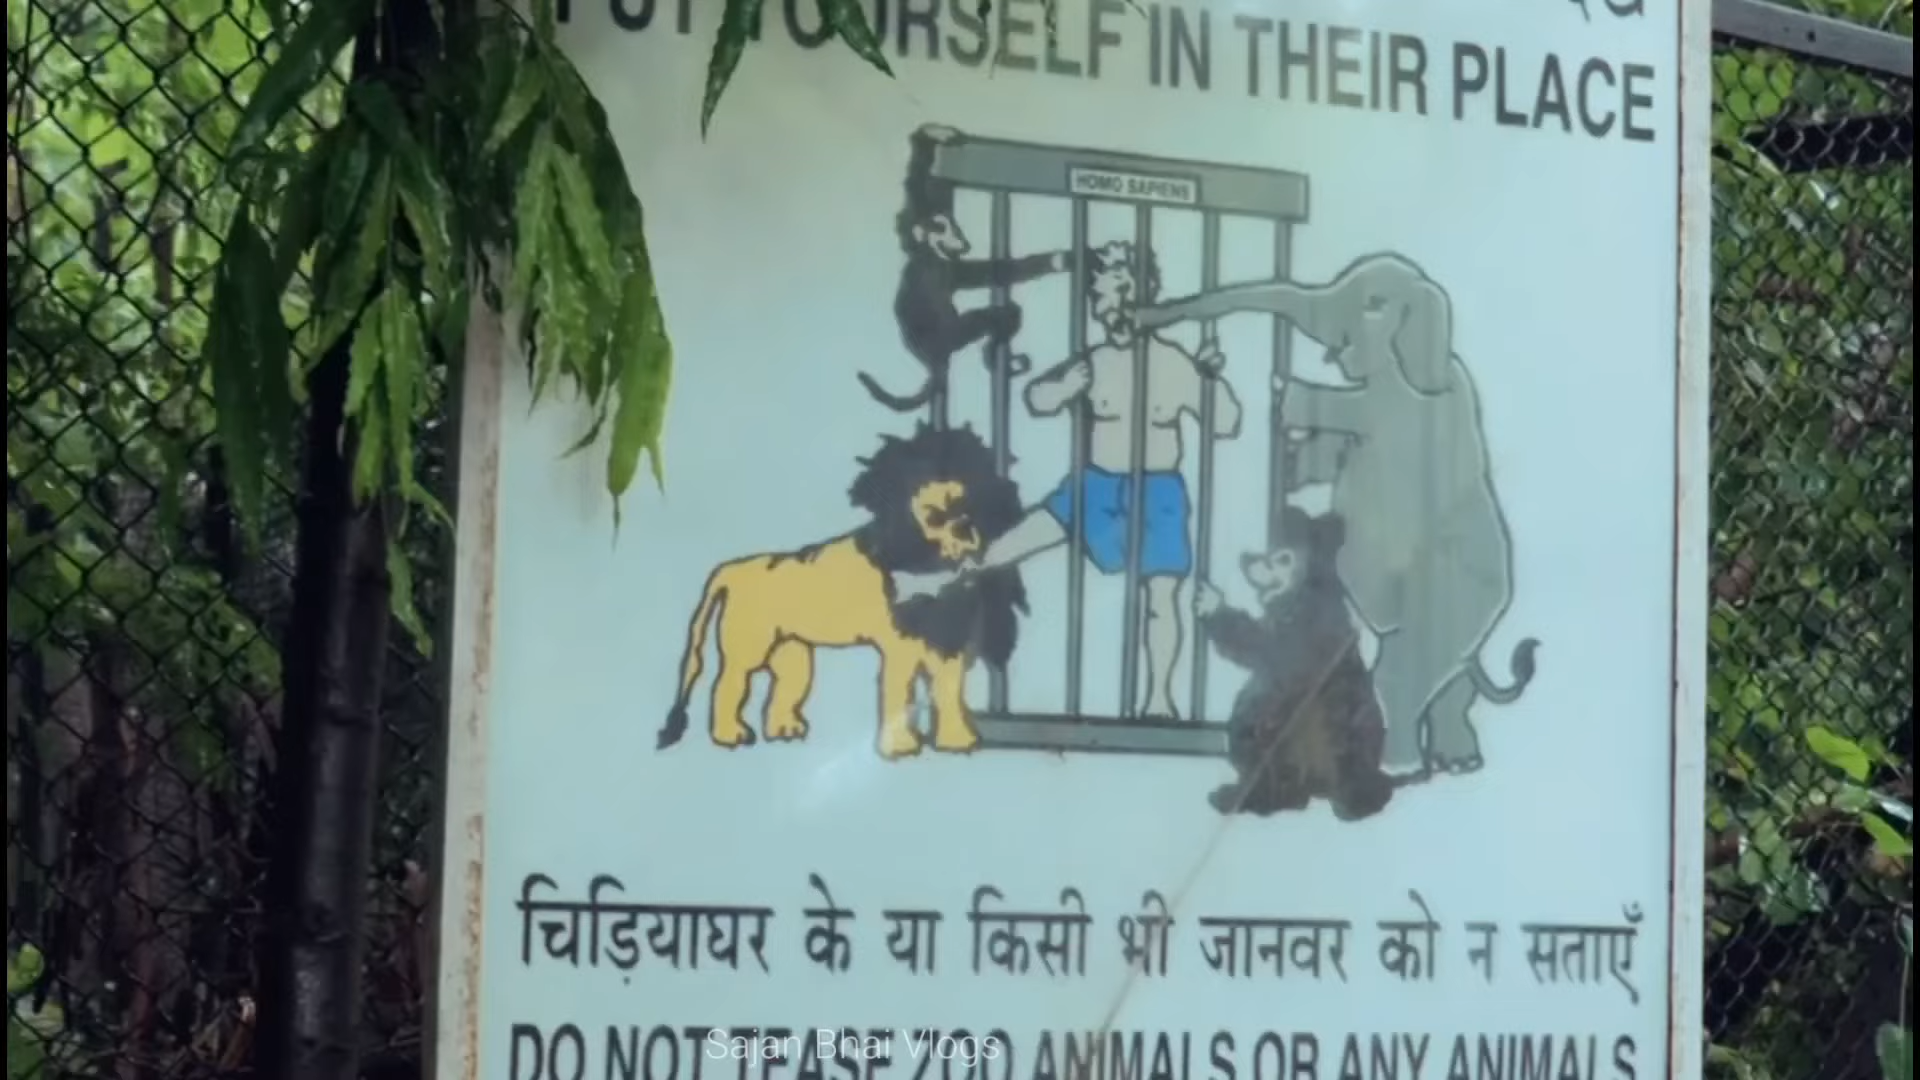 PUT YOURSELF IN THEIR PLACE
HOMO SAPIENS
चिड़ियाघर के या किसी भी जानवर को न सताएँ
DO NOT TEASE ZOO ANIMALS OR ANY ANIMALS
Sajan Bhai Vlogs